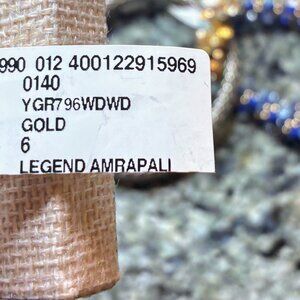 990 012 400122915969
0140
YGR796WDWD
GOLD
6
LEGEND AMRAPALI